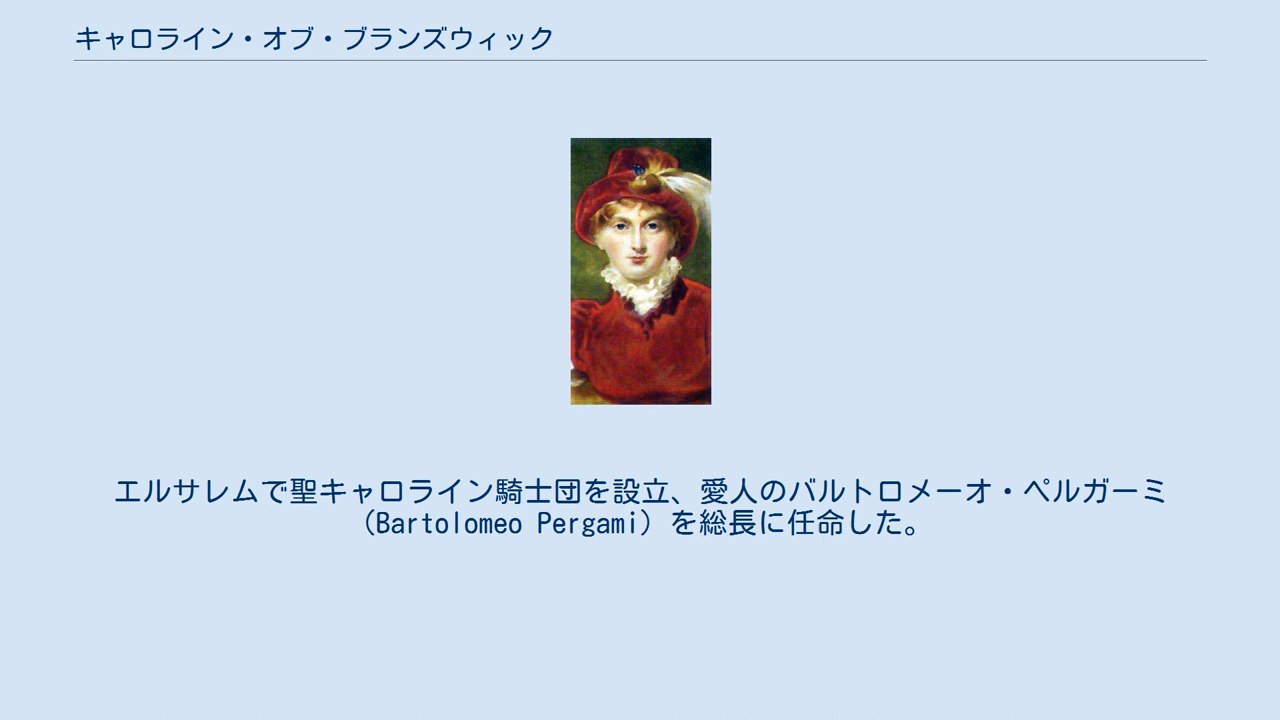 キャロライン・オブ・ブランズウィック
エルサレムで聖キャロライン騎士団を設立、愛人のバルトロメーオ・ペルガーミ
（Bartolomeo Pergami）を総長に任命した。